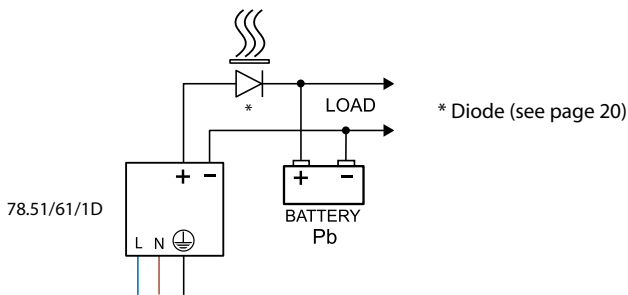 *
LOAD
* Diode (see page 20)
+ −
+ −
78.51/61/1D
BATTERY
Pb
L N